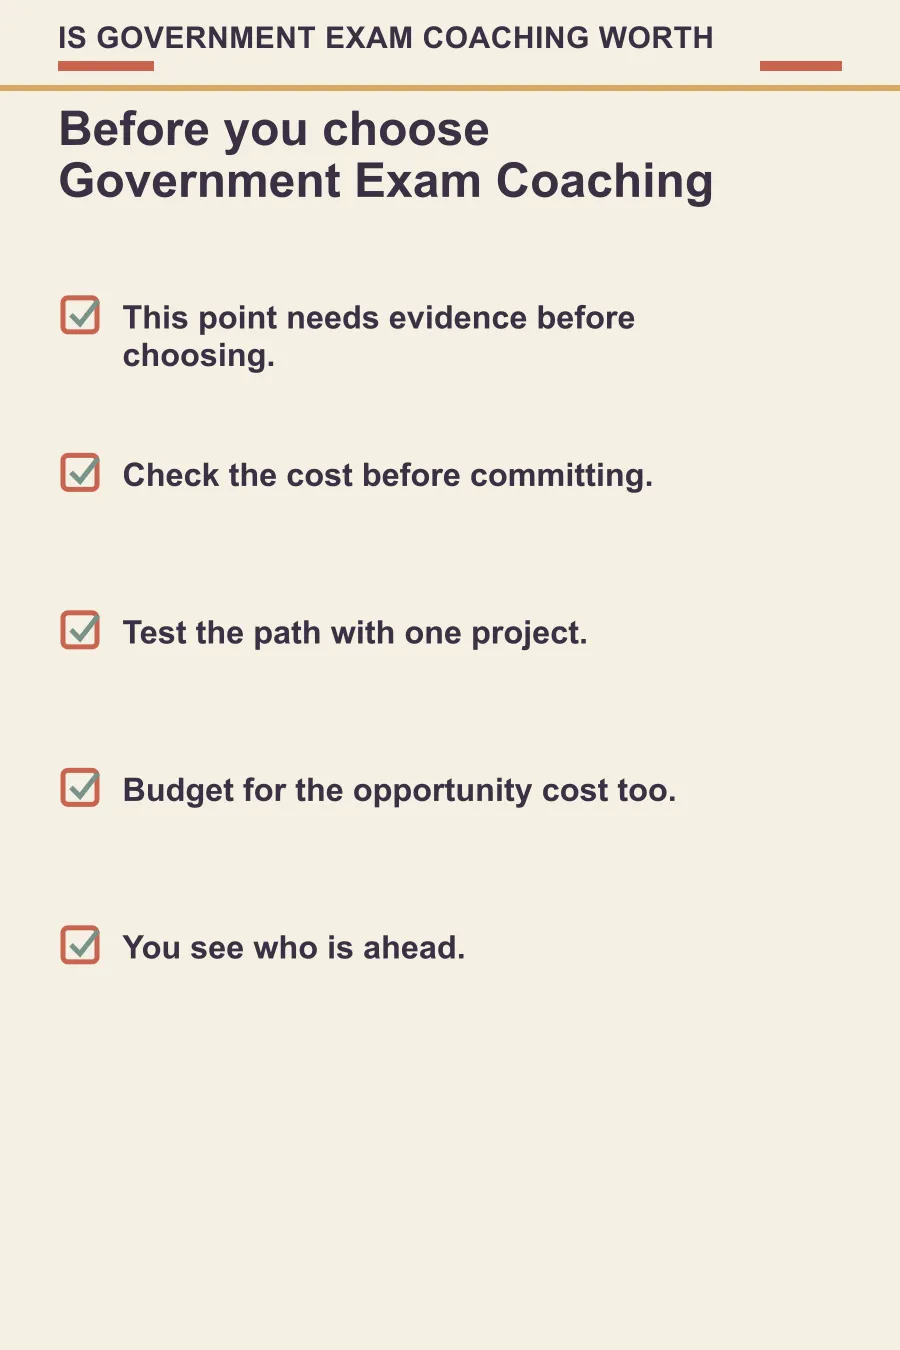 IS GOVERNMENT EXAM COACHING WORTH
Before you choose
Government Exam Coaching
This point needs evidence before
choosing.
Check the cost before committing.
Test the path with one project.
Budget for the opportunity cost too.
You see who is ahead.